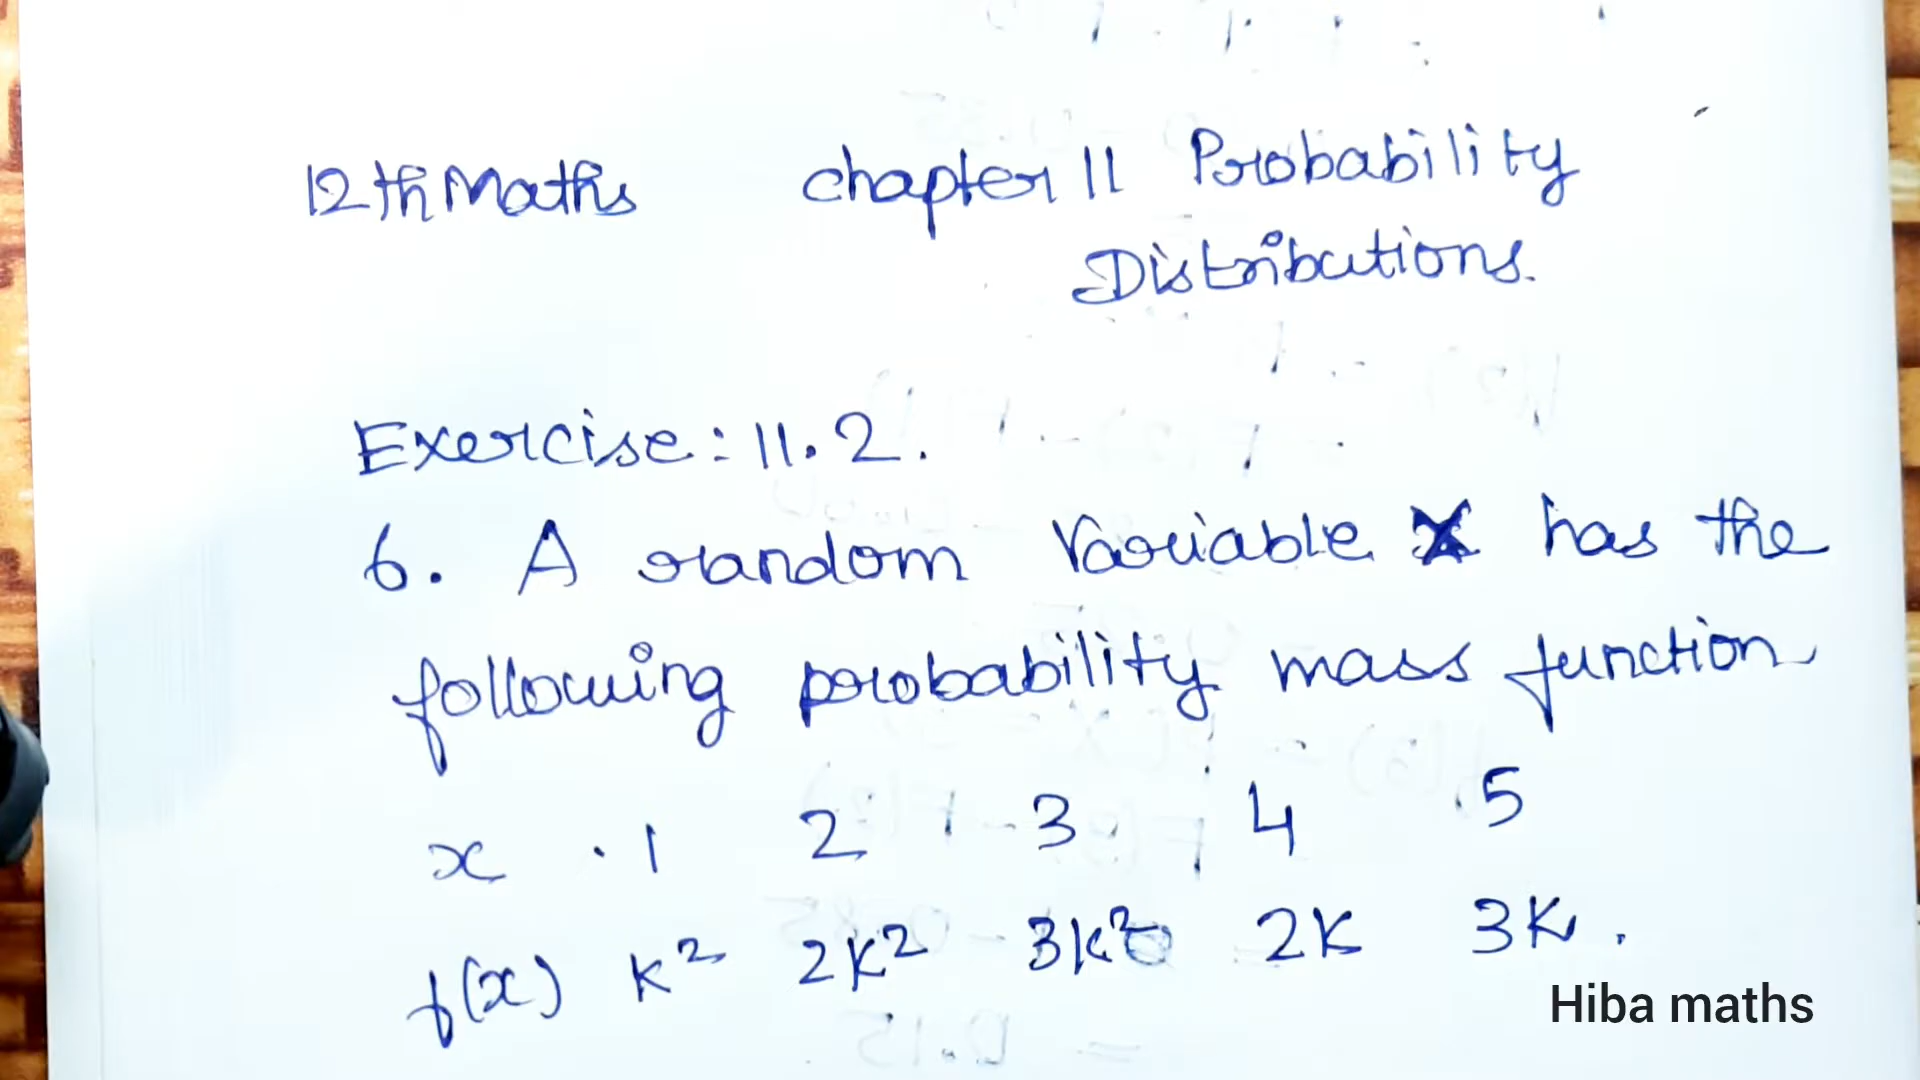 12th Maths chapter 11 Probability
Distributions.
Exercise: 11.2.
6. A random Variable X has the
following probability mass function
x 1 2 3 4 5
f(x) k² 2k² 3k² 2k 3k.
Hiba maths